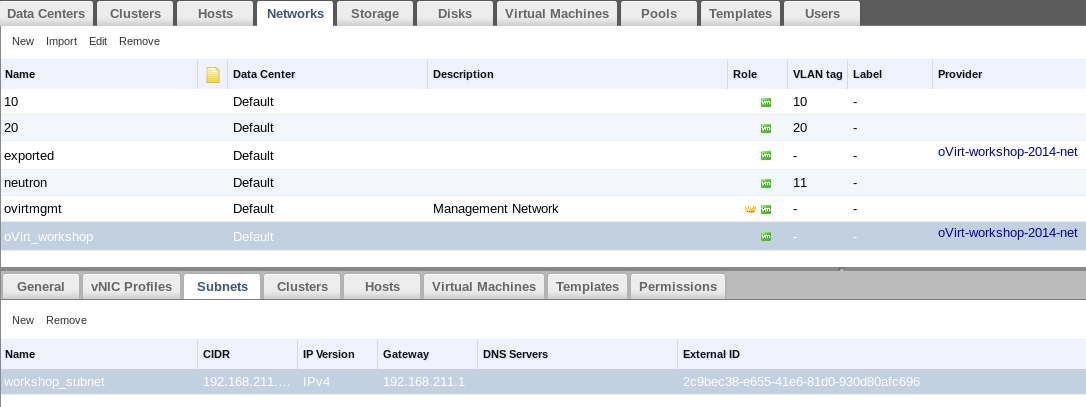 Data Centers Clusters Hosts Networks Storage Disks Virtual Machines Pools Templates Users
New Import Edit Remove
Name Data Center Description Role VLAN tag Label Provider
10 Default vm 10 -
20 Default vm 20 -
exported Default vm - - oVirt-workshop-2014-net
neutron Default vm 11 -
ovirtmgmt Default Management Network vm - -
oVirt_workshop Default vm - - oVirt-workshop-2014-net
General vNIC Profiles Subnets Clusters Hosts Virtual Machines Templates Permissions
New Remove
Name CIDR IP Version Gateway DNS Servers External ID
workshop_subnet 192.168.211.… IPv4 192.168.211.1 2c9bec38-e655-41e6-81d0-930d80afc696